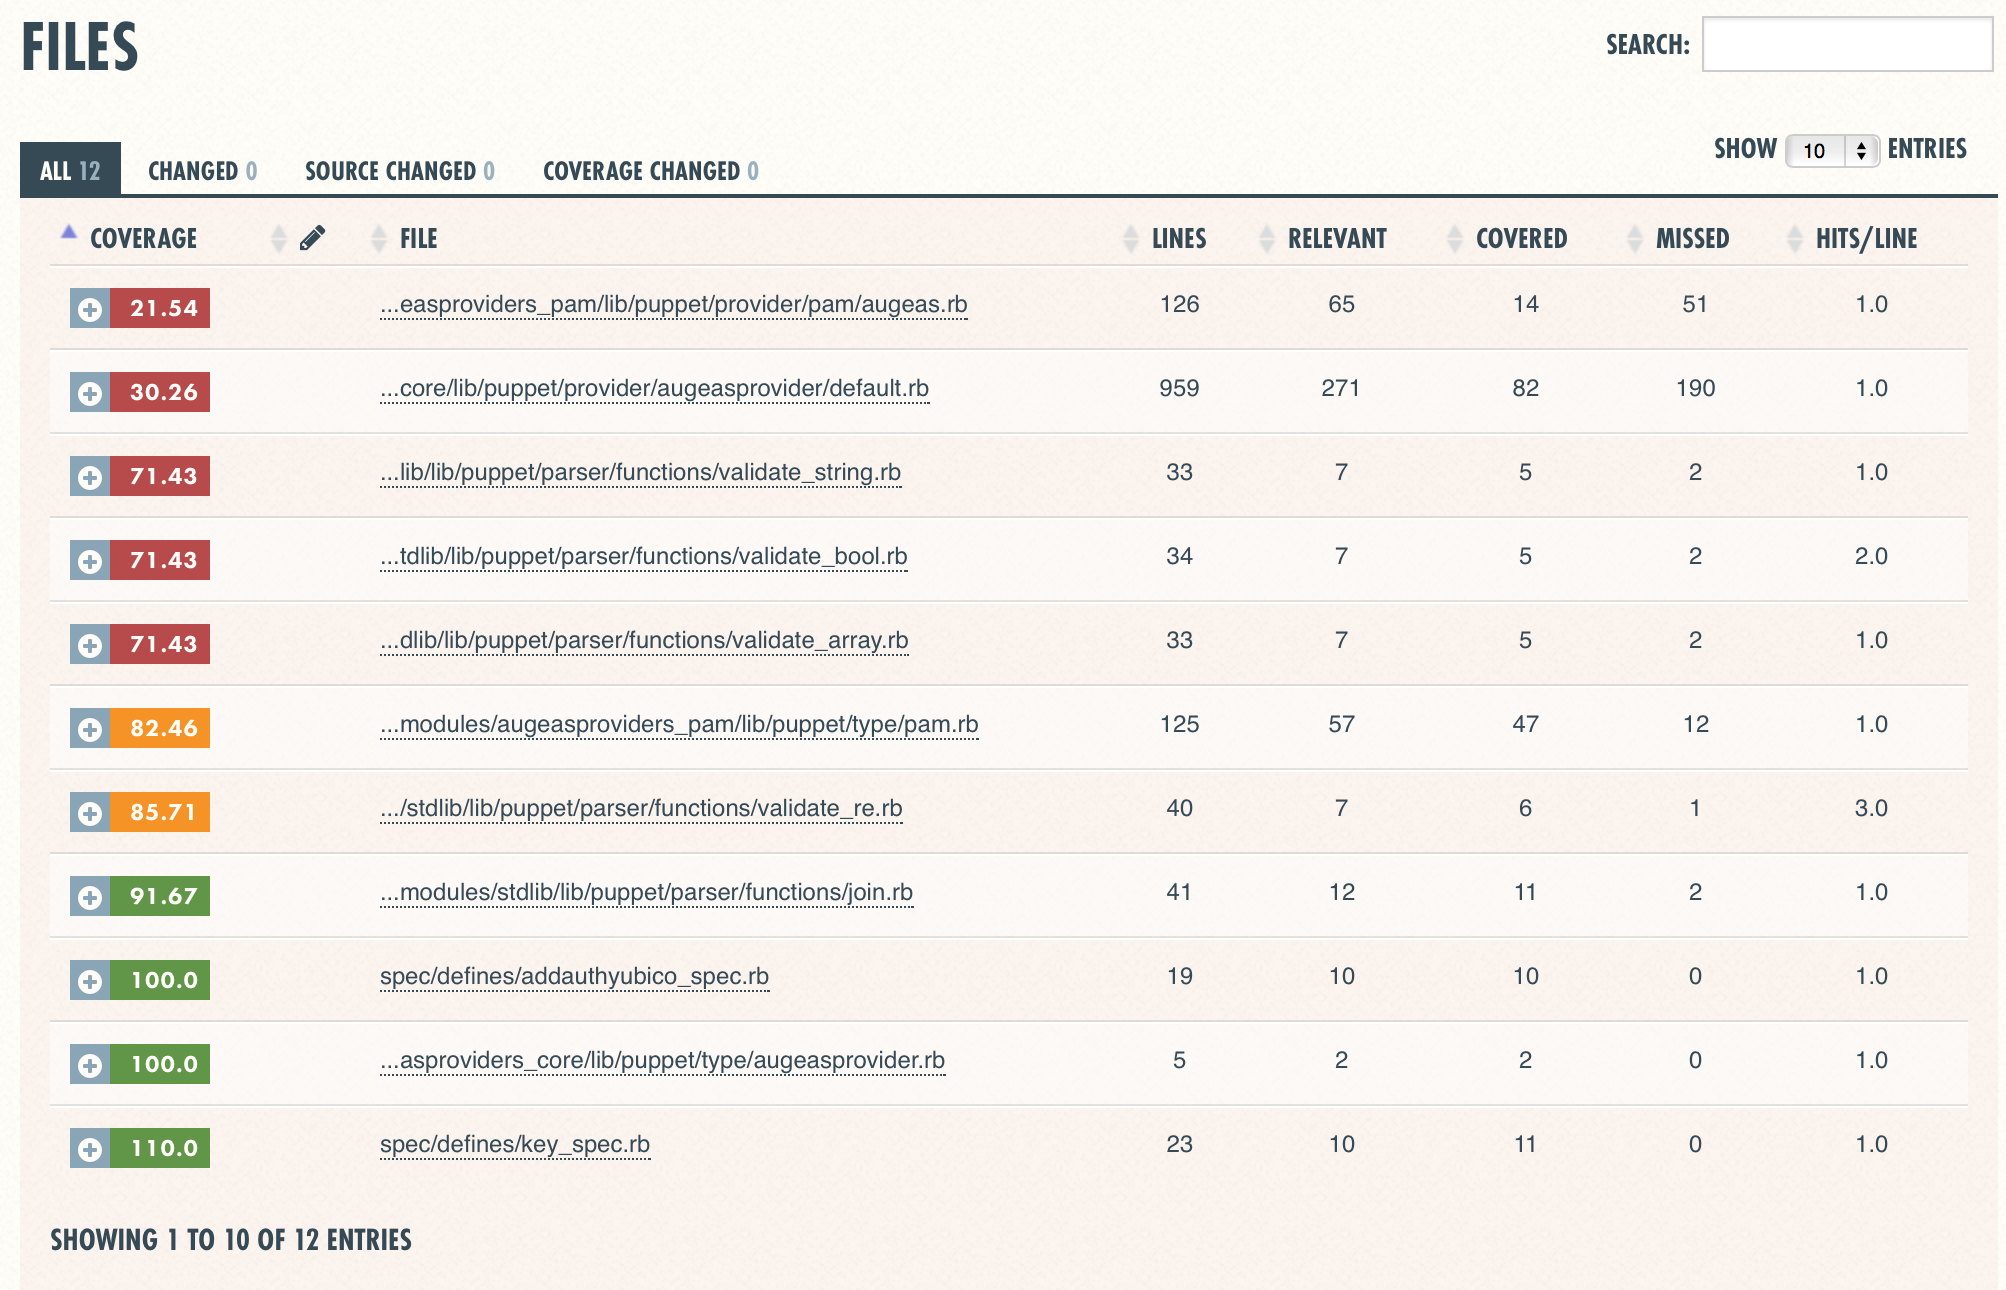 FILES
SEARCH:
SHOW 10 ENTRIES
ALL 12 CHANGED 0 SOURCE CHANGED 0 COVERAGE CHANGED 0
COVERAGE FILE LINES RELEVANT COVERED MISSED HITS/LINE
21.54 ...easproviders_pam/lib/puppet/provider/pam/augeas.rb 126 65 14 51 1.0
30.26 ...core/lib/puppet/provider/augeasprovider/default.rb 959 271 82 190 1.0
71.43 ...lib/lib/puppet/parser/functions/validate_string.rb 33 7 5 2 1.0
71.43 ...tdlib/lib/puppet/parser/functions/validate_bool.rb 34 7 5 2 2.0
71.43 ...dlib/lib/puppet/parser/functions/validate_array.rb 33 7 5 2 1.0
82.46 ...modules/augeasproviders_pam/lib/puppet/type/pam.rb 125 57 47 12 1.0
85.71 .../stdlib/lib/puppet/parser/functions/validate_re.rb 40 7 6 1 3.0
91.67 ...modules/stdlib/lib/puppet/parser/functions/join.rb 41 12 11 2 1.0
100.0 spec/defines/addauthyubico_spec.rb 19 10 10 0 1.0
100.0 ...asproviders_core/lib/puppet/type/augeasprovider.rb 5 2 2 0 1.0
110.0 spec/defines/key_spec.rb 23 10 11 0 1.0
SHOWING 1 TO 10 OF 12 ENTRIES